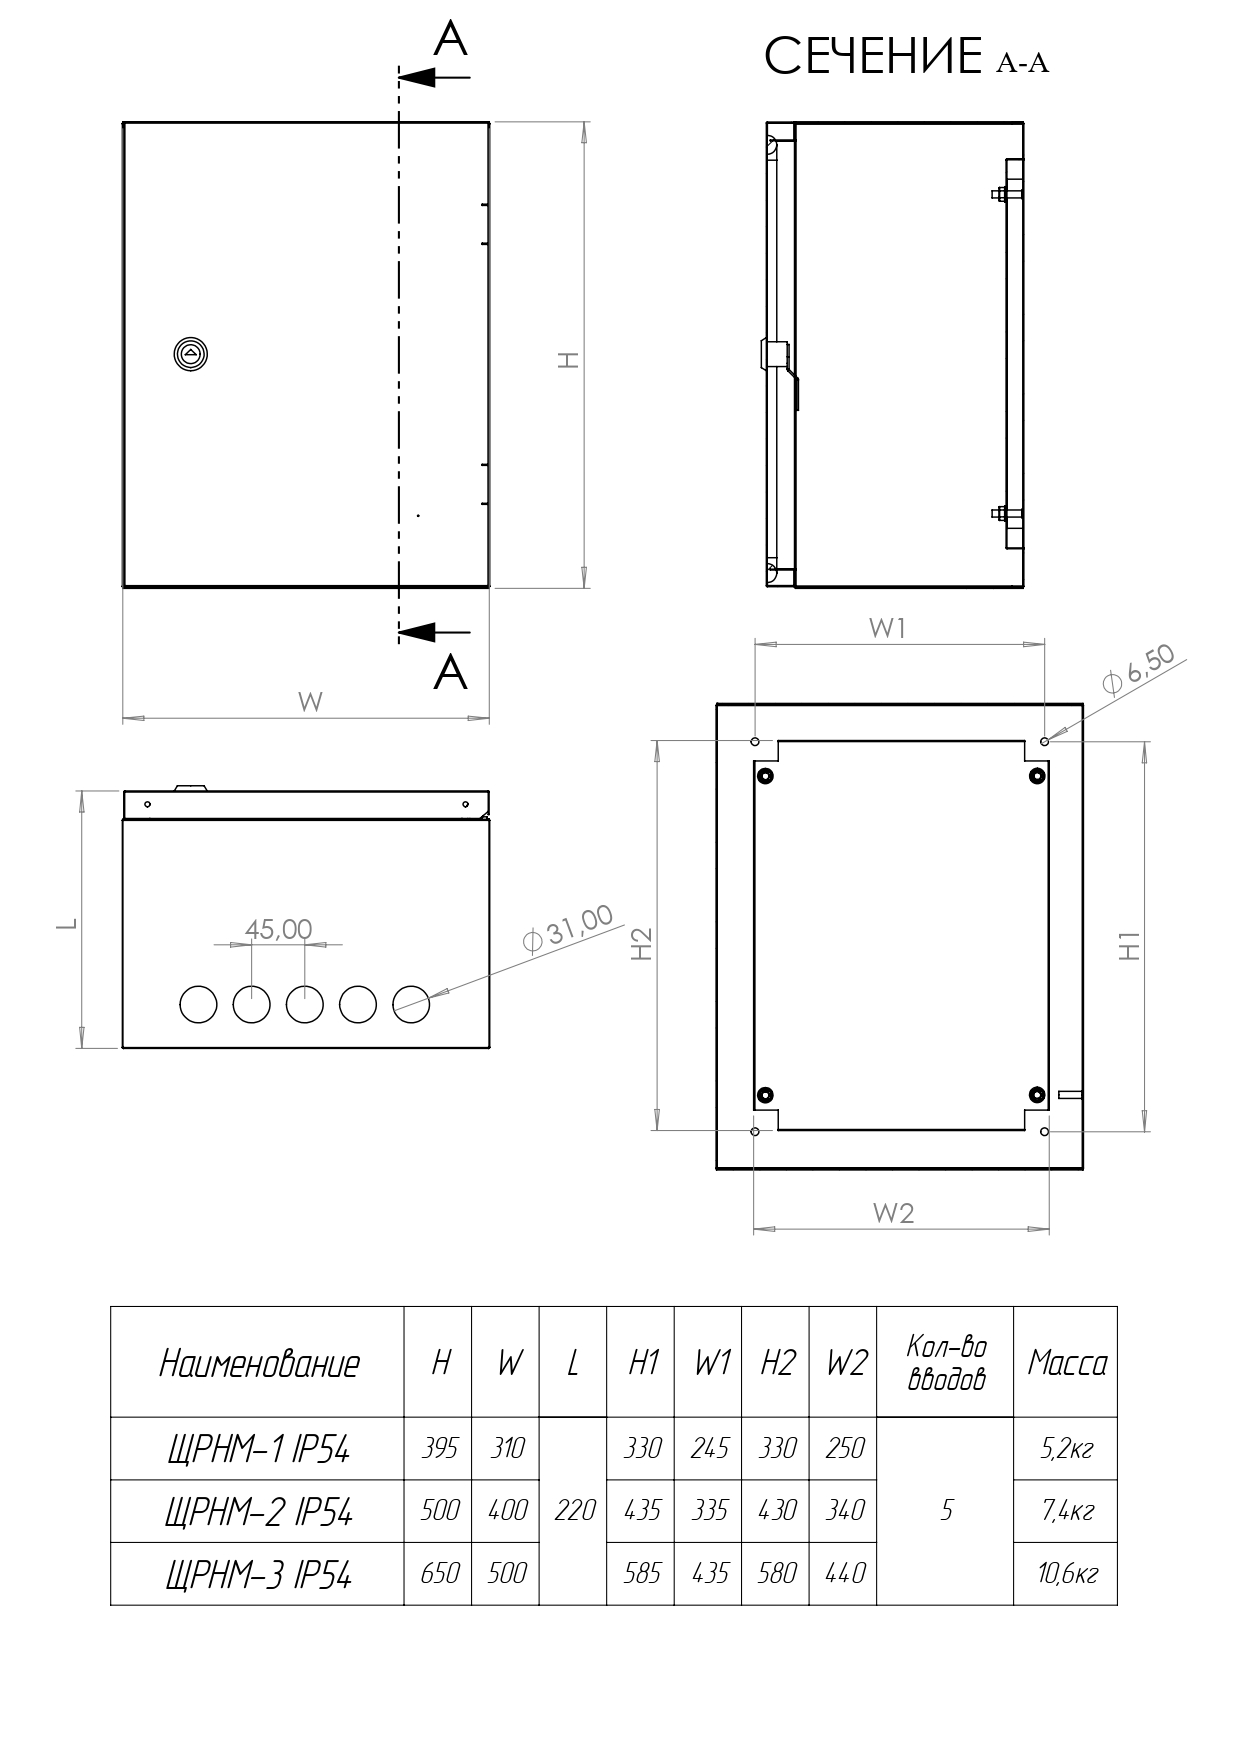 A
СЕЧЕНИЕ A-A
H
A
W
W1
⌀6,50
L
45,00
⌀31,00
H2
H1
W2
Наименование H W L H1 W1 H2 W2 Кол-во
вводов Масса
ЩРНМ-1 IP54 395 310 330 245 330 250 5,2кг
ЩРНМ-2 IP54 500 400 220 435 335 430 340 5 7,4кг
ЩРНМ-3 IP54 650 500 585 435 580 440 10,6кг